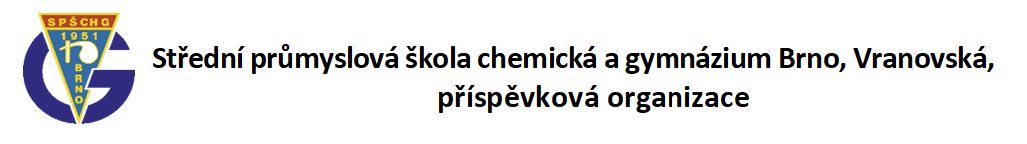 SPŠCHG
1951
BRNO
Střední průmyslová škola chemická a gymnázium Brno, Vranovská,
příspěvková organizace